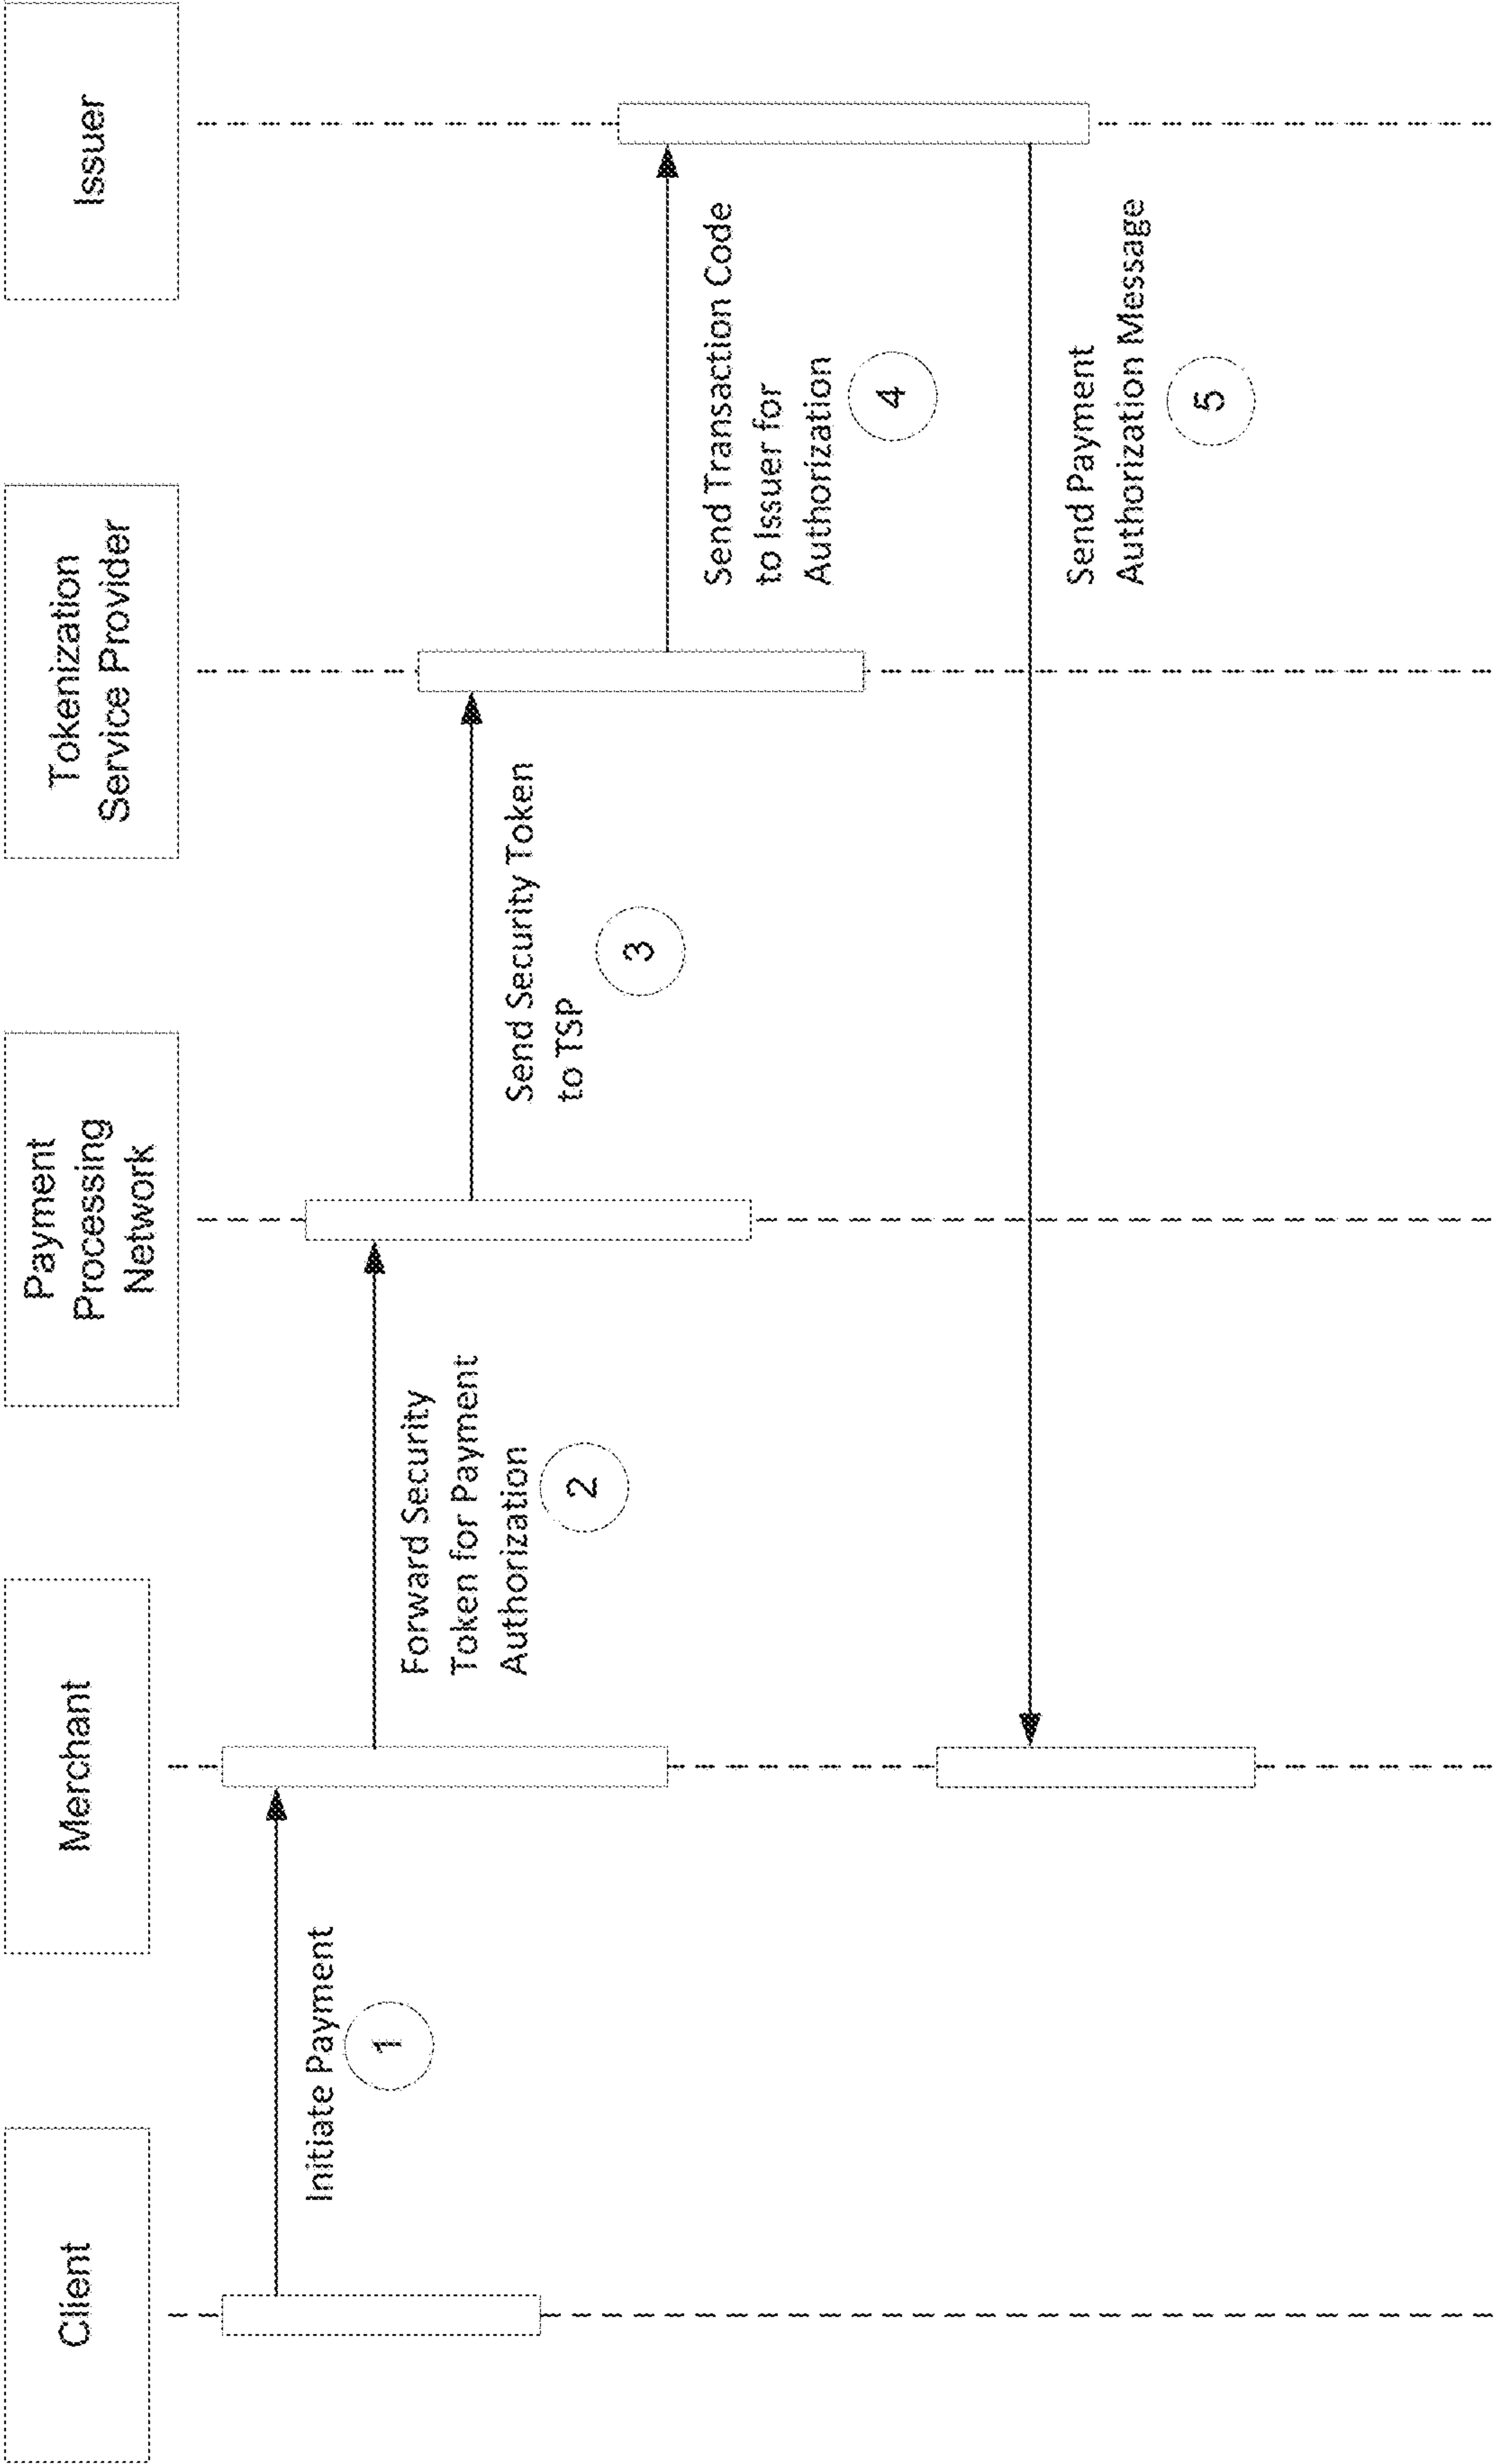 Client
Merchant
Payment
Processing
Network
Tokenization
Service Provider
Issuer
Initiate Payment
1
Forward Security
Token for Payment
Authorization
2
Send Security Token
to TSP
3
Send Transaction Code
to Issuer for
Authorization
4
Send Payment
Authorization Message
5